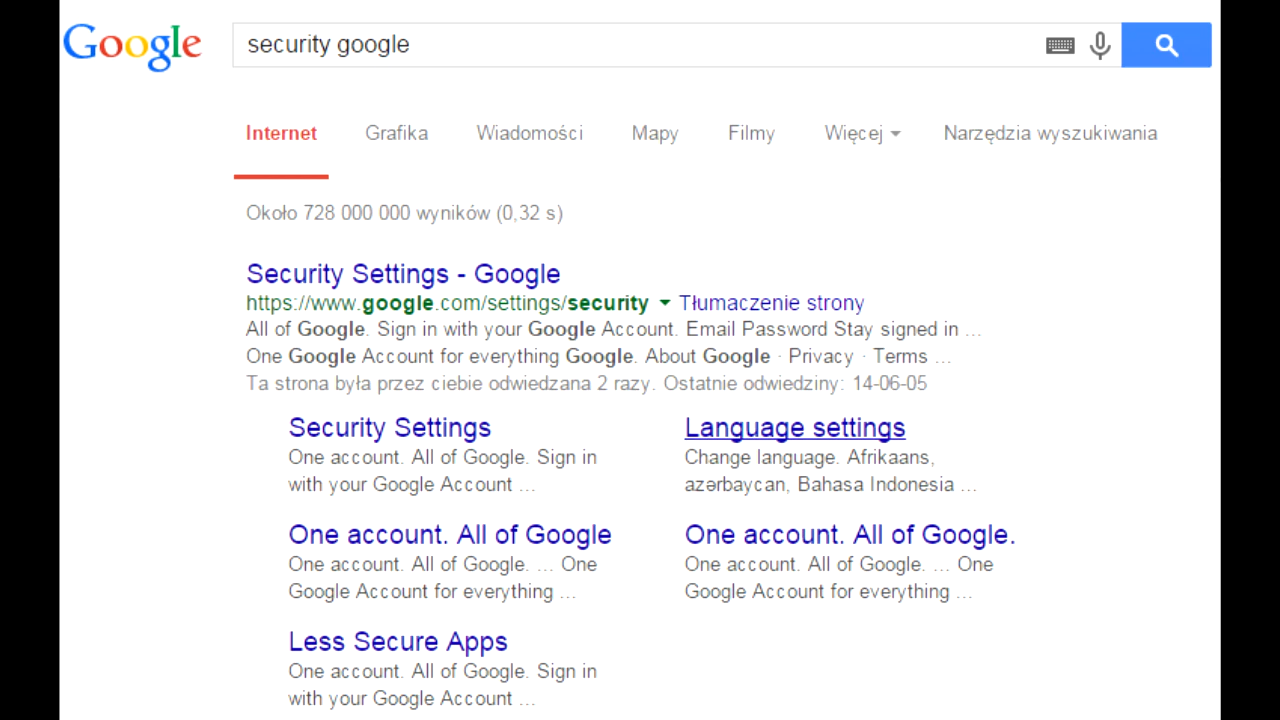 Google
security google
Internet Grafika Wiadomości Mapy Filmy Więcej Narzędzia wyszukiwania
Około 728 000 000 wyników (0,32 s)
Security Settings - Google
https://www.google.com/settings/security Tłumaczenie strony
All of Google. Sign in with your Google Account. Email Password Stay signed in ...
One Google Account for everything Google. About Google · Privacy · Terms ...
Ta strona była przez ciebie odwiedzana 2 razy. Ostatnie odwiedziny: 14-06-05
Security Settings
One account. All of Google. Sign in
with your Google Account ...
Language settings
Change language. Afrikaans,
azərbaycan, Bahasa Indonesia ...
One account. All of Google
One account. All of Google. ... One
Google Account for everything ...
One account. All of Google.
One account. All of Google. ... One
Google Account for everything ...
Less Secure Apps
One account. All of Google. Sign in
with your Google Account ...